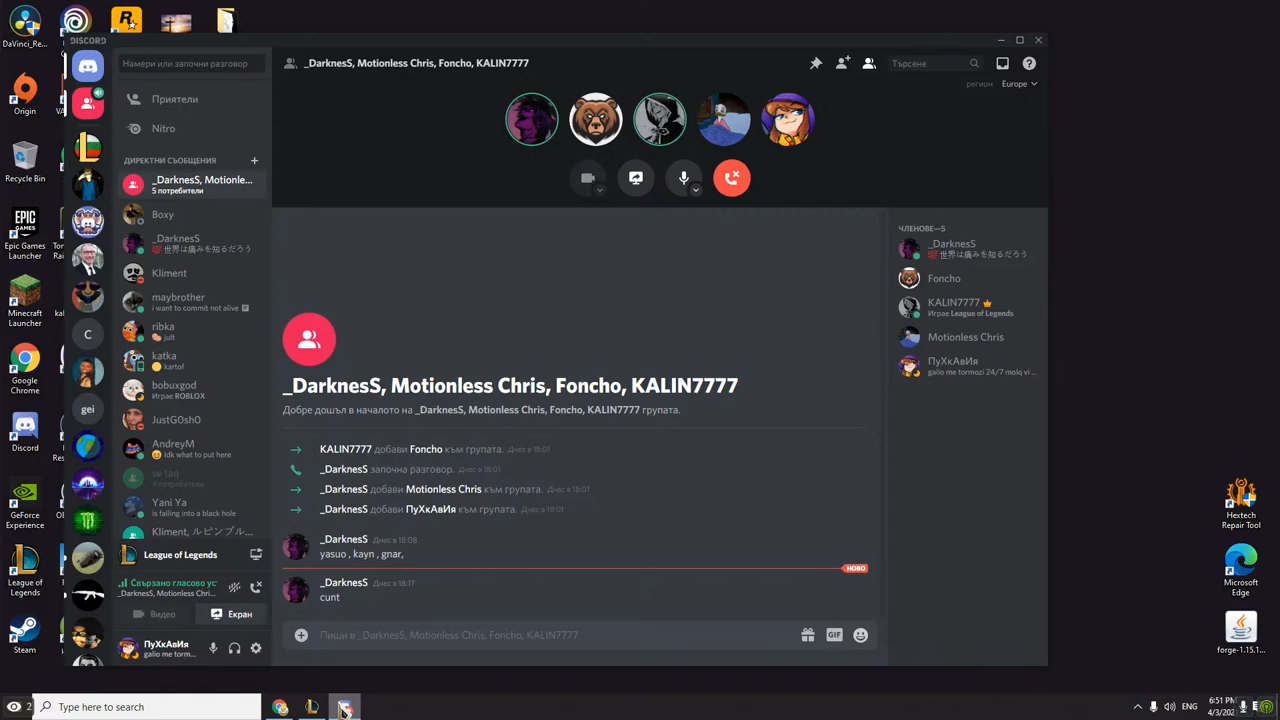 DaVinci_Re...
Origin
Recycle Bin
Epic Games
Launcher
Minecraft
Launcher
Google
Chrome
Discord
GeForce
Experience
League of
Legends
Steam
DISCORD
Намери или започни разговор
Приятели
Nitro
ДИРЕКТНИ СЪОБЩЕНИЯ
_DarknesS, Motionle...
5 потребители
Boxy
_DarknesS
💯 世界は痛みを知るだろう
Kliment
maybrother
i want to commit not alive
ribka
jult
katka
kartof
bobuxgod
Играе ROBLOX
JustG0sh0
AndreyM
Idk what to put here
se taq
4 потребители
Yani Ya
is falling into a black hole
Kliment, ルピンプル...
C
gei
League of Legends
Свързано гласово ус
_DarknesS, Motionless Chri...
Видео
Екран
ПуХкАвИя
galio me torm...
_DarknesS, Motionless Chris, Foncho, KALIN7777
Търсене
регион Europe
_DarknesS, Motionless Chris, Foncho, KALIN7777
Добре дошъл в началото на _DarknesS, Motionless Chris, Foncho, KALIN7777 групата.
KALIN7777 добави Foncho към групата. Днес в 18:01
_DarknesS започна разговор. Днес в 18:01
_DarknesS добави Motionless Chris към групата. Днес в 18:01
_DarknesS добави ПуХкАвИя към групата. Днес в 18:01
_DarknesS Днес в 18:08
yasuo , kayn , gnar,
НОВО
_DarknesS Днес в 18:17
cunt
Пиши в _DarknesS, Motionless Chris, Foncho, KALIN7777
GIF
ЧЛЕНОВЕ—5
_DarknesS
💯 世界は痛みを知るだろう
Foncho
KALIN7777
Играе League of Legends
Motionless Chris
ПуХкАвИя
galio me tormozi 24/7 molq vi ...
Hextech
Repair Tool
Microsoft
Edge
forge-1.15.1...
2
Type here to search
ENG
6:51 PM